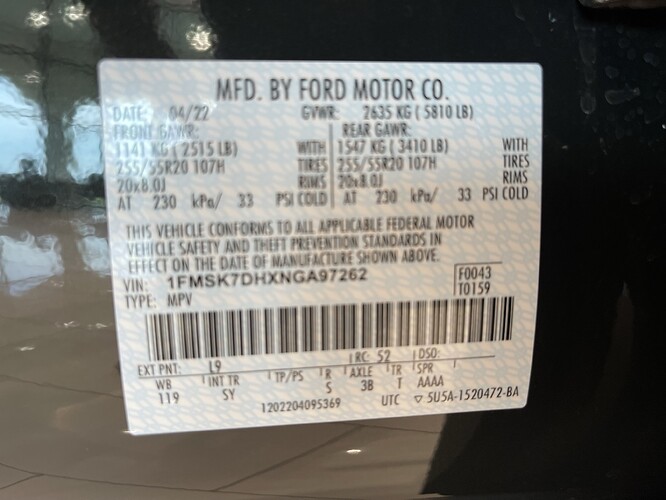 MFD. BY FORD MOTOR CO.
DATE: 04/22 GVWR: 2635 KG ( 5810 LB)
FRONT GAWR: REAR GAWR:
1141 KG ( 2515 LB) WITH 1547 KG ( 3410 LB) WITH
255/55R20 107H TIRES 255/55R20 107H TIRES
20x8.0J RIMS 20x8.0J RIMS
AT 230 kPa/ 33 PSI COLD AT 230 kPa/ 33 PSI COLD
THIS VEHICLE CONFORMS TO ALL APPLICABLE FEDERAL MOTOR
VEHICLE SAFETY AND THEFT PREVENTION STANDARDS IN
EFFECT ON THE DATE OF MANUFACTURE SHOWN ABOVE.
VIN: 1FMSK7DHXNGA97262 F0043
TYPE: MPV T0159
EXT PNT: L9 RC: 52 DSO:
WB INT TR TP/PS R AXLE TR SPR
119 SY S 3B T AAAA
1202204095369 UTC ▽ 5U5A-1520472-BA